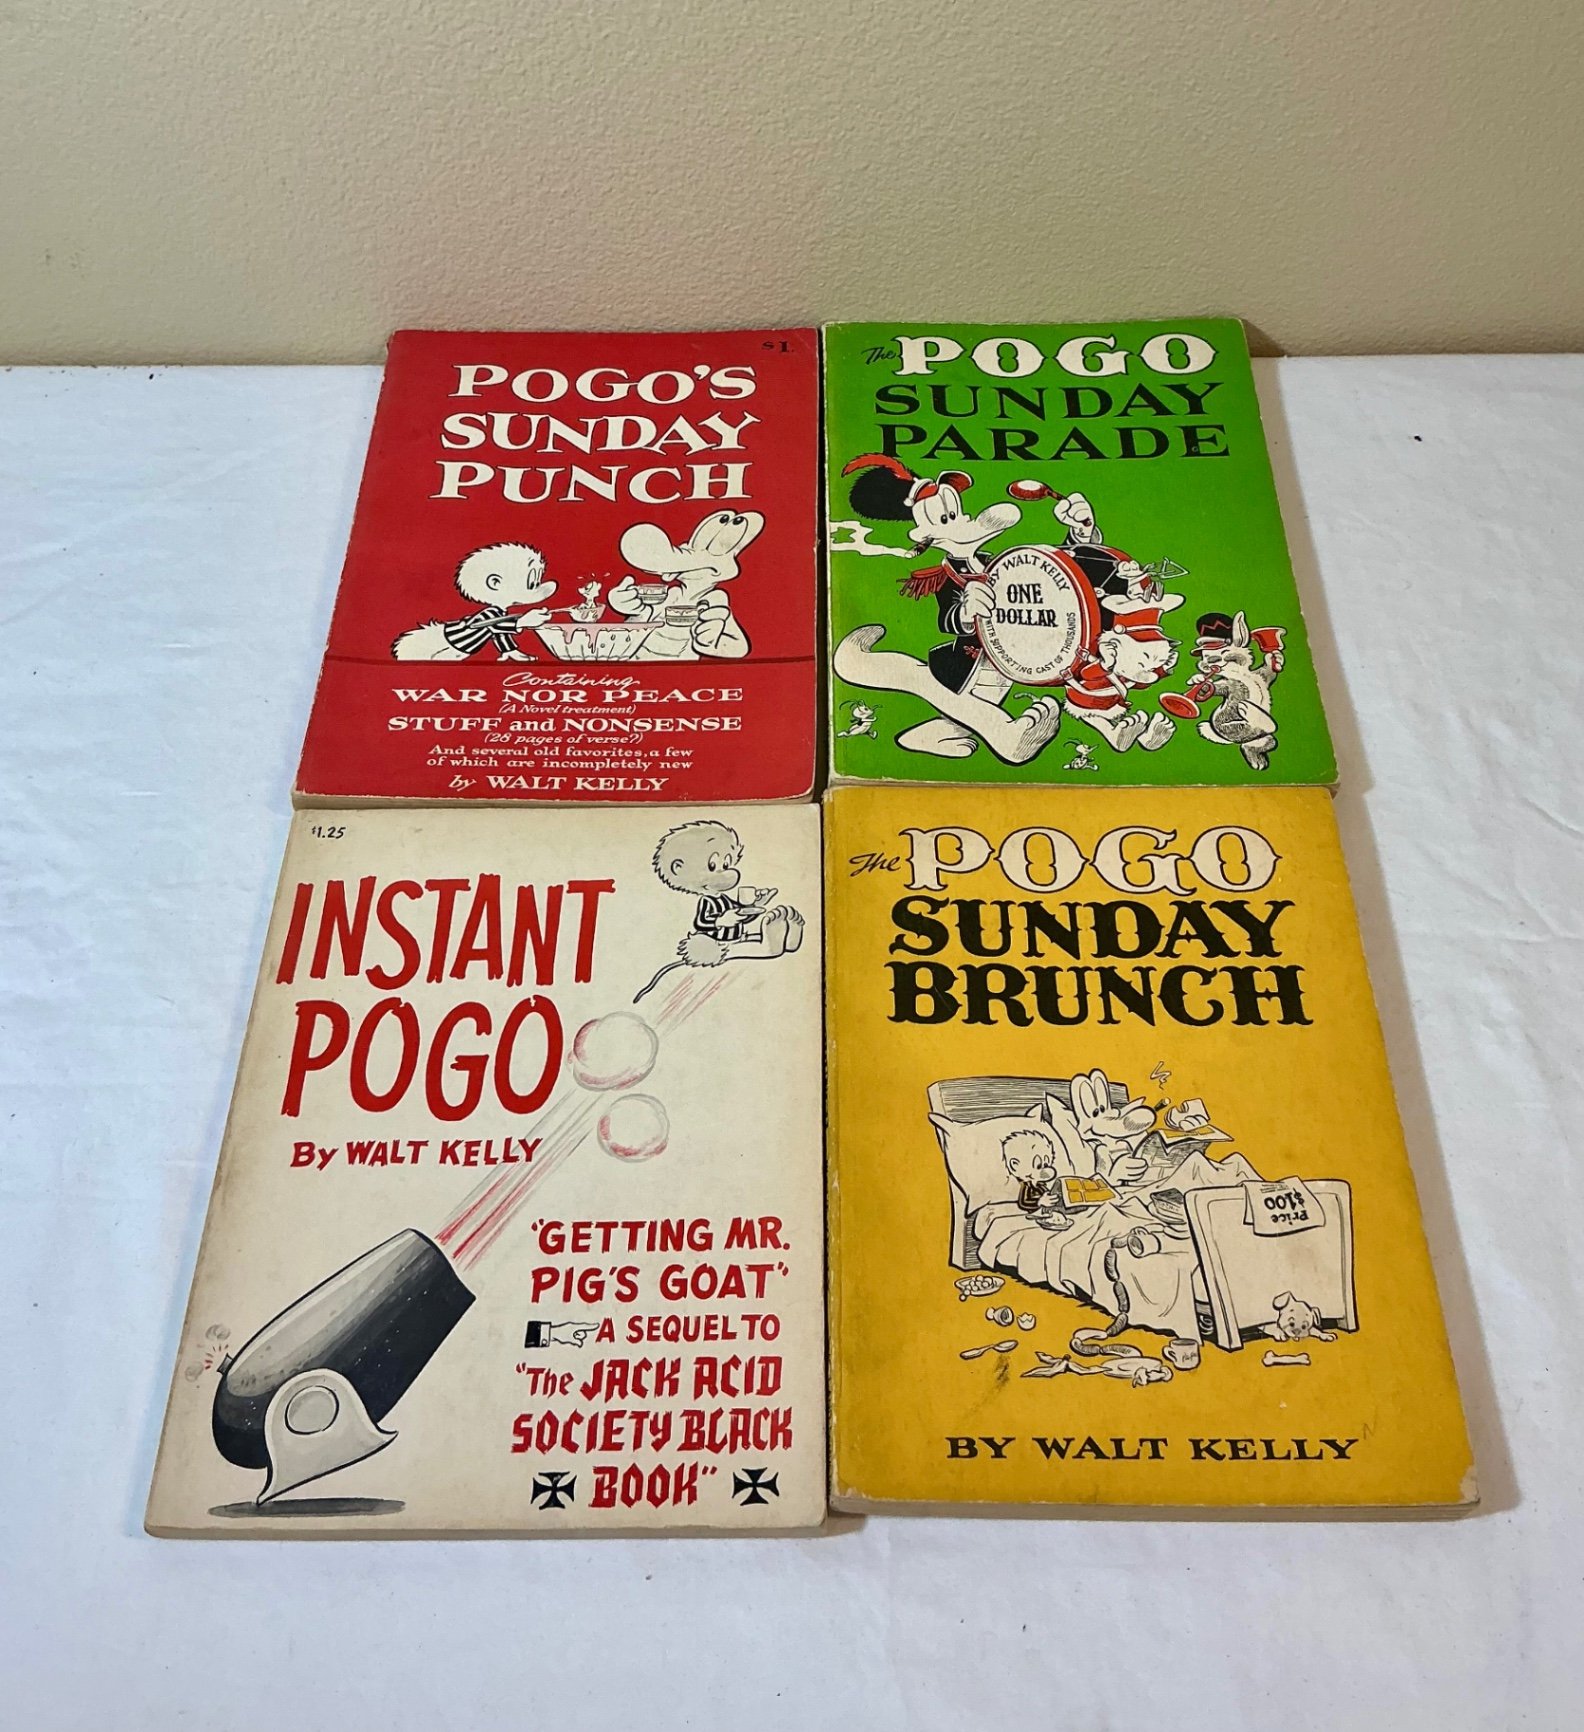 $1.
POGO'S
SUNDAY
PUNCH
Containing
WAR NOR PEACE
(A Novel treatment)
STUFF and NONSENSE
(28 pages of verse?)
And several old favorites, a few
of which are incompletely new
by WALT KELLY
The POGO
SUNDAY
PARADE
BY WALT KELLY
ONE
DOLLAR
WITH SUPPORTING CAST OF THOUSANDS
$1.25
INSTANT
POGO
By WALT KELLY
"GETTING MR.
PIG'S GOAT"
A SEQUEL TO
"The JACK ACID
SOCIETY BLACK
BOOK"
The POGO
SUNDAY
BRUNCH
Price
$1.00
BY WALT KELLY